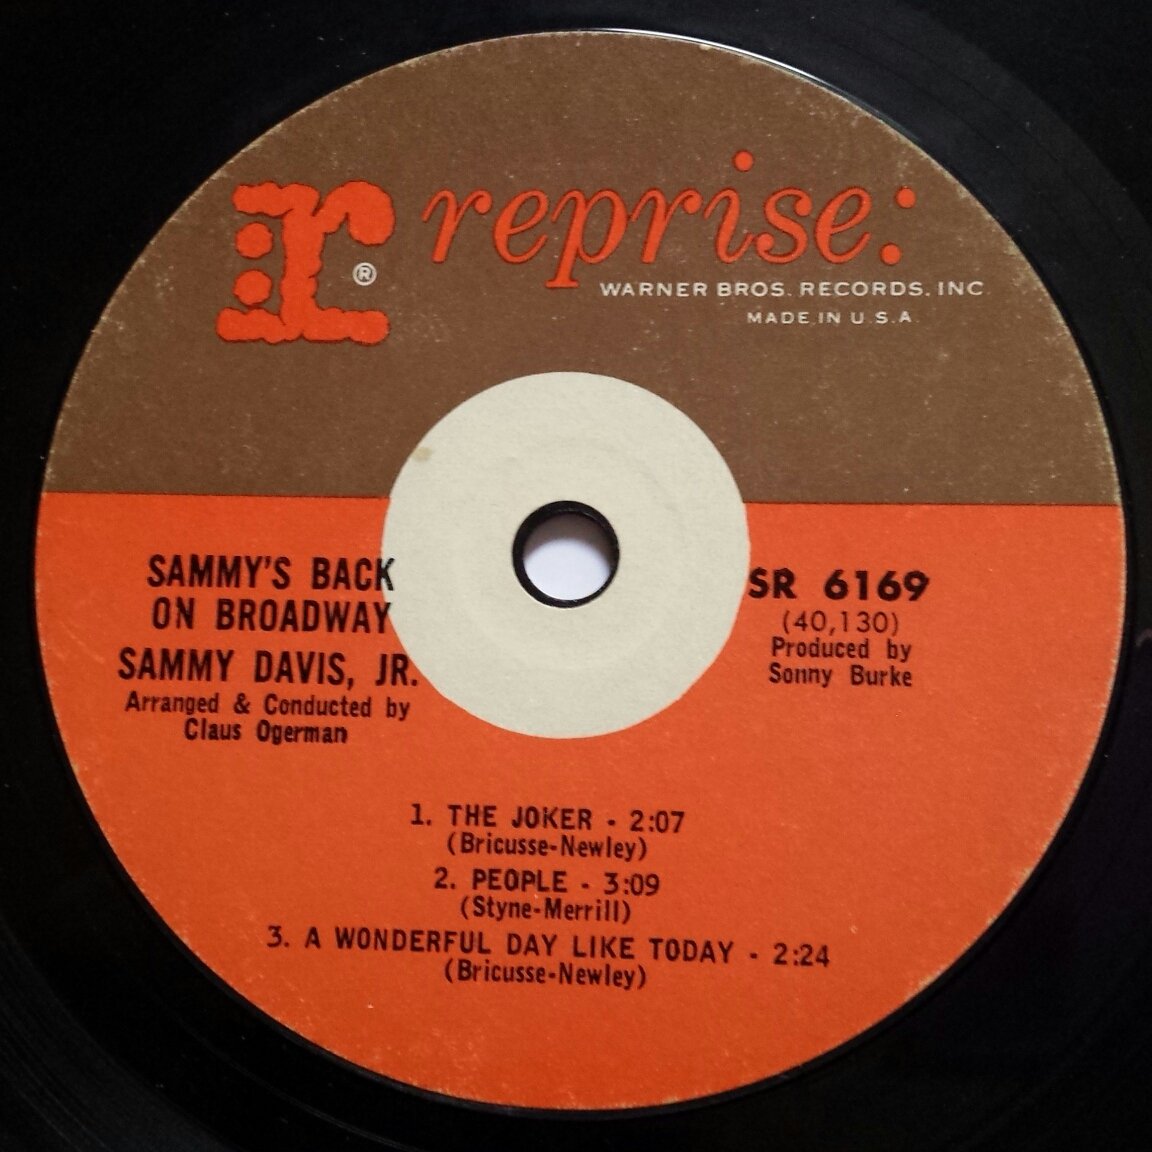 r® reprise:
WARNER BROS. RECORDS, INC
MADE IN U.S.A
SAMMY'S BACK
ON BROADWAY
SAMMY DAVIS, JR.
Arranged & Conducted by
Claus Ogerman
SR 6169
(40,130)
Produced by
Sonny Burke
1. THE JOKER - 2:07
(Bricusse-Newley)
2. PEOPLE - 3:09
(Styne-Merrill)
3. A WONDERFUL DAY LIKE TODAY - 2:24
(Bricusse-Newley)